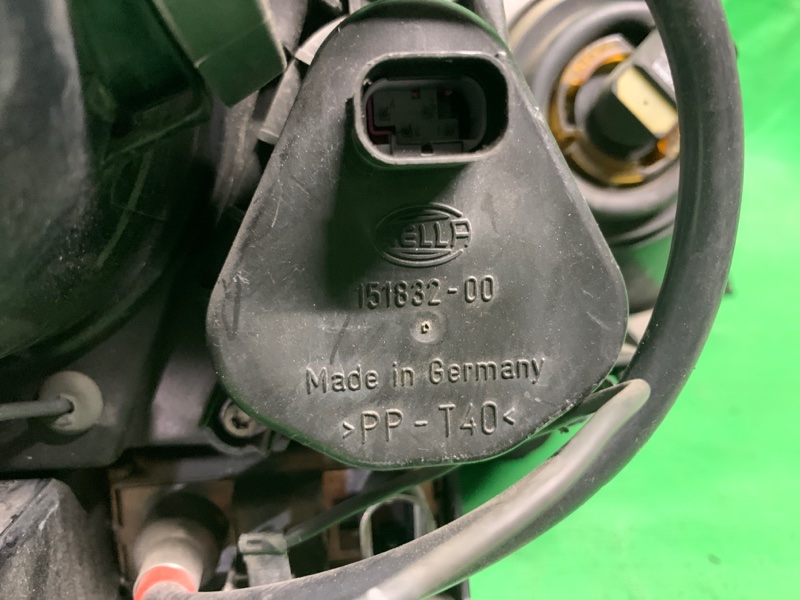 HELLA
151832-00
Made in Germany
>PP-T40<